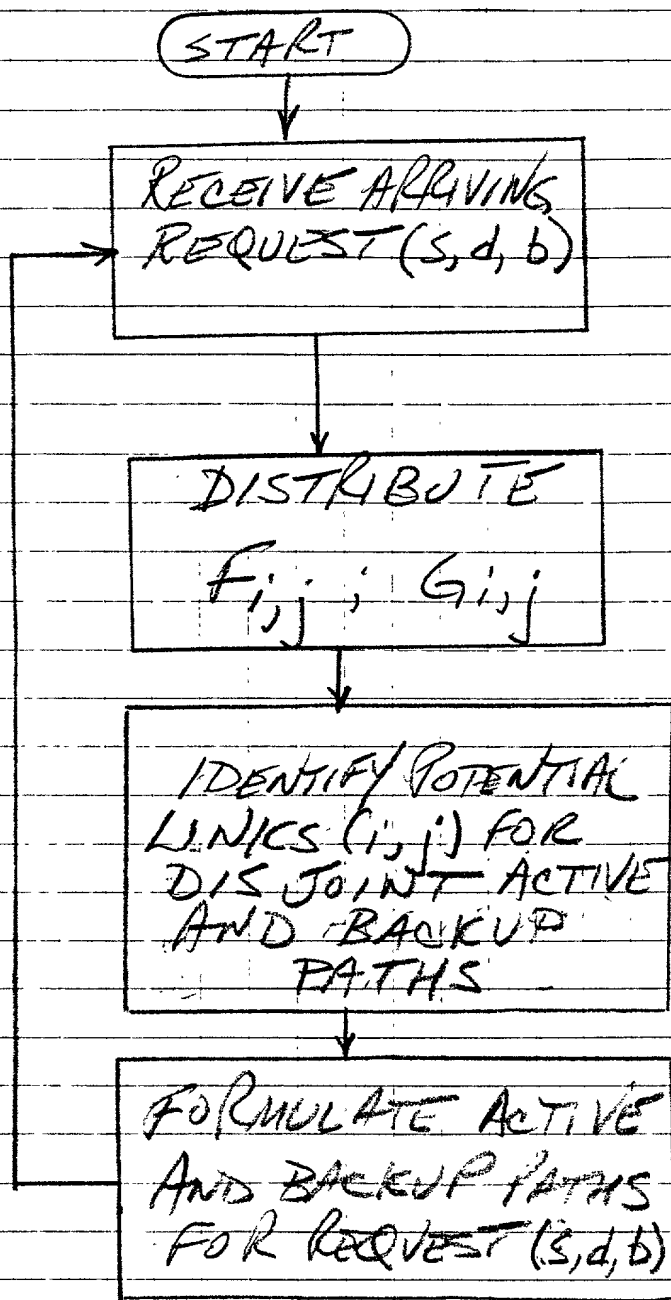 START
RECEIVE ARRIVING
REQUEST (s, d, b)
DISTRIBUTE
Fi,j ; Gi,j
IDENTIFY POTENTIAL
LINKS (i, j) FOR
DISJOINT ACTIVE
AND BACKUP
PATHS
FORMULATE ACTIVE
AND BACKUP PATHS
FOR REQUEST (s,d,b)